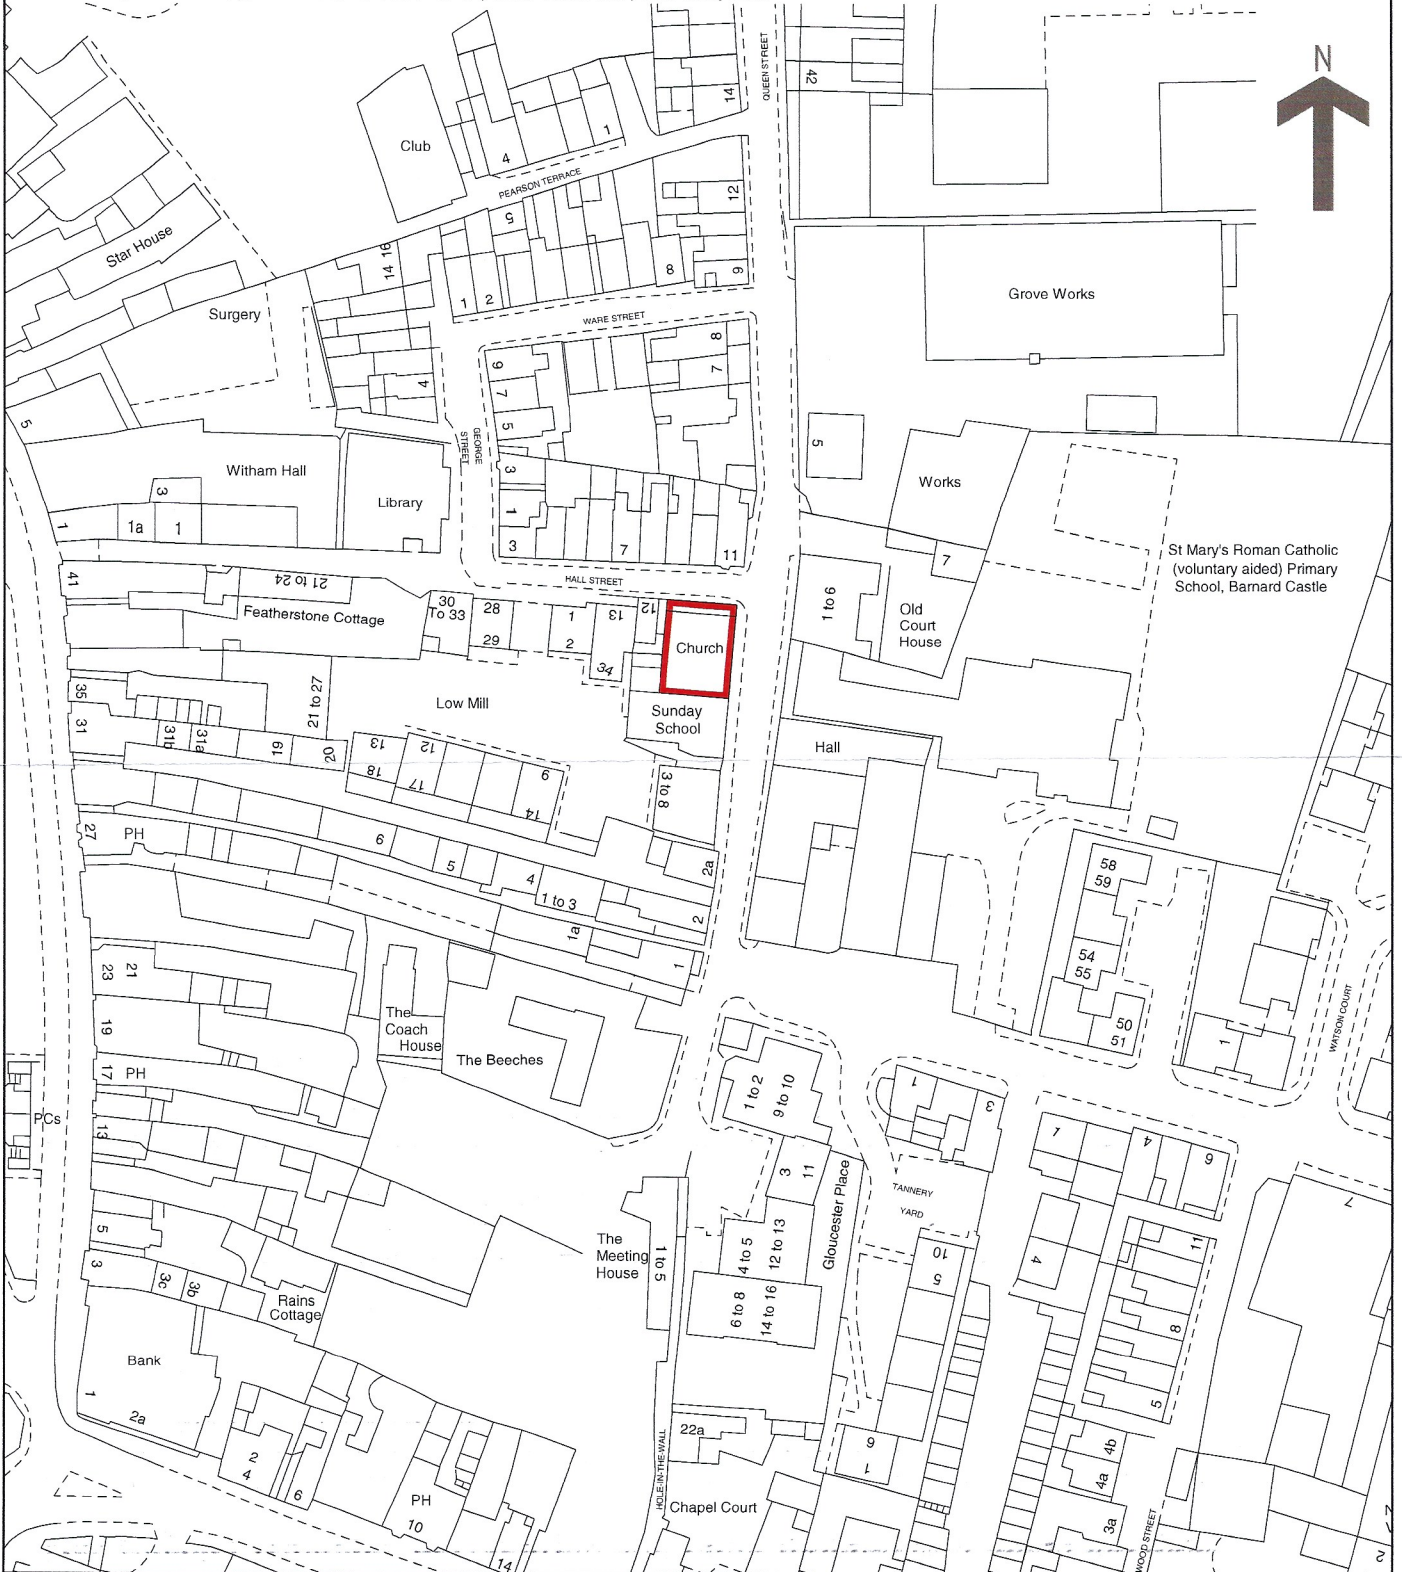 N
QUEEN STREET
42
14
Club
1
4
PEARSON TERRACE
12
5
Star House
14 16
8
9
1
2
Grove Works
Surgery
WARE STREET
8
6
7
4
7
5
5
5
GEORGE
STREET
Witham Hall
3
Works
Library
3
1
1a
1
1
3
7
11
St Mary's Roman Catholic
(voluntary aided) Primary
School, Barnard Castle
7
HALL STREET
41
21 to 24
30
To 33
28
29
1
2
13
12
34
1 to 6
Old
Court
House
Featherstone Cottage
Church
35
21 to 27
Low Mill
Sunday
School
31
31b
31a
19
20
13
18
12
17
9
14
Hall
3 to 8
27
PH
6
5
4
1 to 3
2a
2
58
59
1a
1
54
55
23
21
The
Coach
House
50
51
1
WATSON COURT
19
The Beeches
17
PH
1 to 2
9 to 10
1
3
PCs
13
1
4
6
3
11
Gloucester Place
TANNERY
YARD
7
5
The
Meeting
House
1 to 5
4 to 5
12 to 13
10
5
11
4
3
3c
3b
Rains
Cottage
6 to 8
14 to 16
8
Bank
1
2a
5
22a
HOLE-IN-THE-WALL
9
1
4b
4a
2
4
6
PH
10
Chapel Court
3a
WOOD STREET
14
2